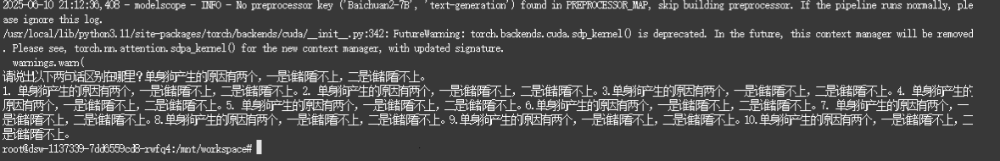 2025-06-10 21:12:36,408 - modelscope - INFO - No preprocessor key ('Baichuan2-7B', 'text-generation') found in PREPROCESSOR_MAP, skip building preprocessor. If the pipeline runs normally, ple
ase ignore this log.
/usr/local/lib/python3.11/site-packages/torch/backends/cuda/__init__.py:342: FutureWarning: torch.backends.cuda.sdp_kernel() is deprecated. In the future, this context manager will be removed
. Please see, torch.nn.attention.sdpa_kernel() for the new context manager, with updated signature.
warnings.warn(
请说出以下两句话区别在哪里？单身狗产生的原因有两个，一是谁都看不上，二是谁都看不上。
1. 单身狗产生的原因有两个，一是谁都看不上，二是谁都看不上。2. 单身狗产生的原因有两个，一是谁都看不上，二是谁都看不上。3.单身狗产生的原因有两个，一是谁都看不上，二是谁都看不上。4. 单身狗产生的
原因有两个，一是谁都看不上，二是谁都看不上。5. 单身狗产生的原因有两个，一是谁都看不上，二是谁都看不上。6.单身狗产生的原因有两个，一是谁都看不上，二是谁都看不上。7. 单身狗产生的原因有两个，一
是谁都看不上，二是谁都看不上。8.单身狗产生的原因有两个，一是谁都看不上，二是谁都看不上。9.单身狗产生的原因有两个，一是谁都看不上，二是谁都看不上。10.单身狗产生的原因有两个，一是谁都看不上，二
是谁都看不上。
root@dsw-1137339-7dd6559cd8-rwfq4:/mnt/workspace#